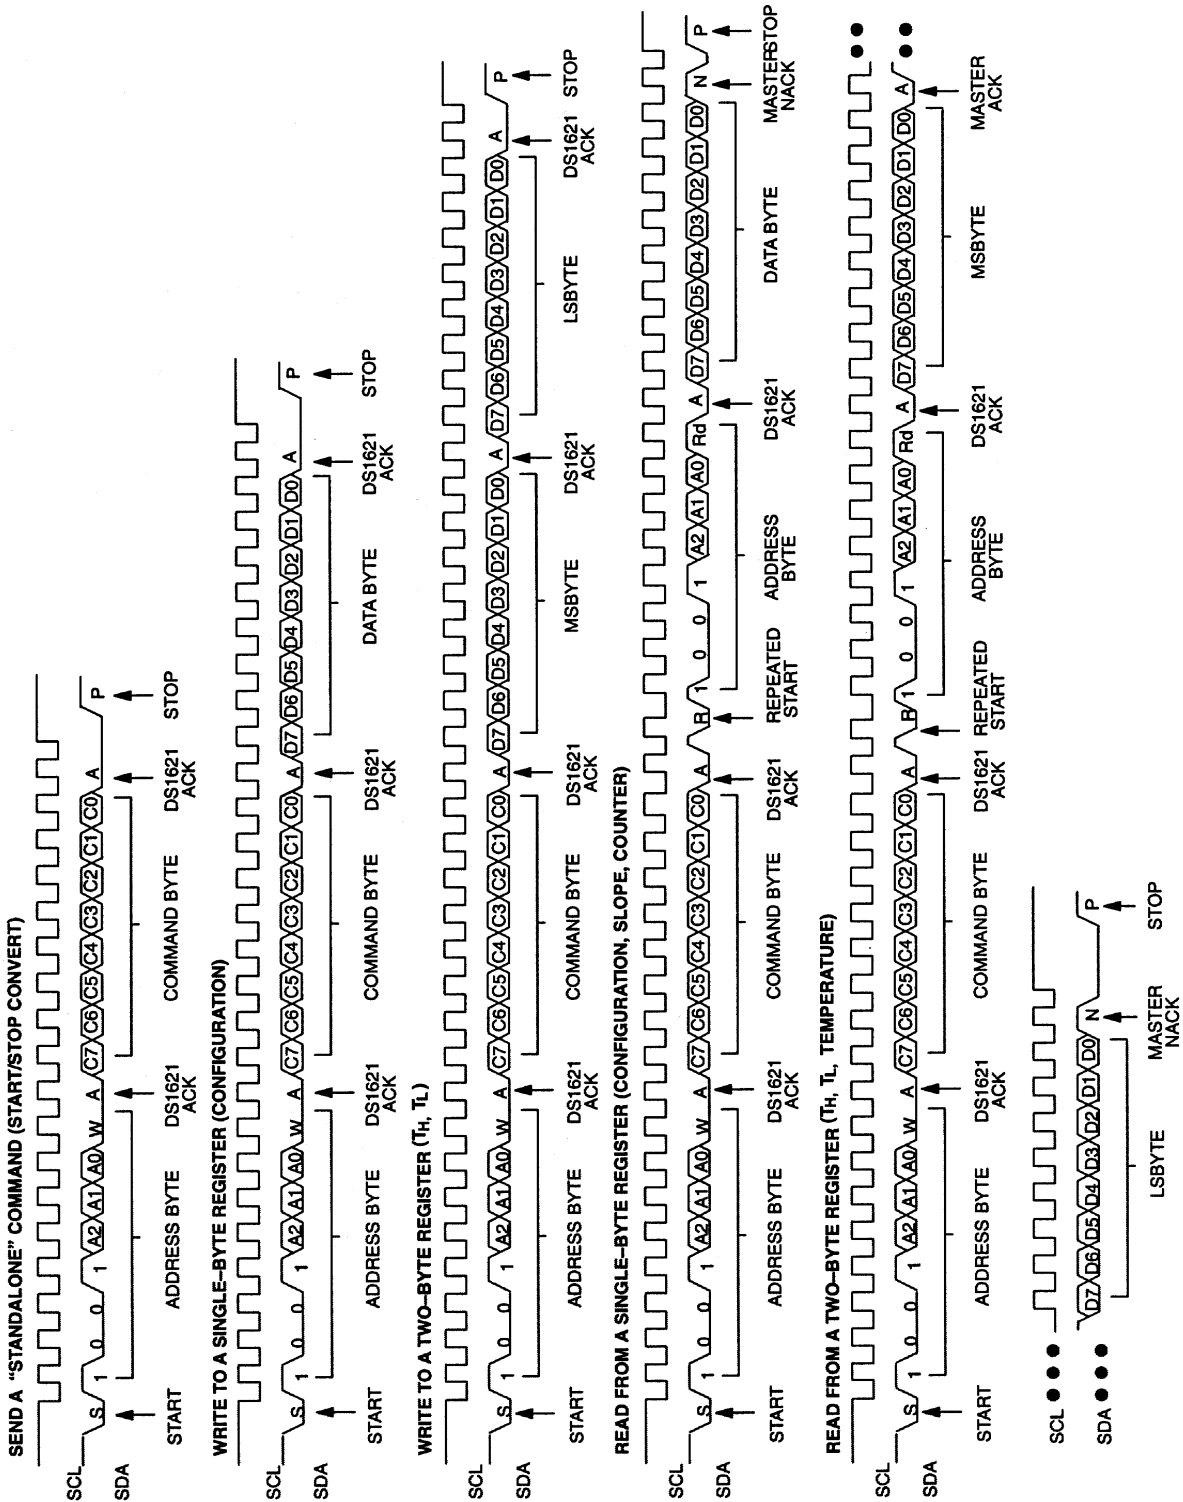 SEND A “STANDALONE” COMMAND (START/STOP CONVERT)
SCL
SDA
S 1 0 0 1 A2 A1 A0 W A C7 C6 C5 C4 C3 C2 C1 C0 A P
START ADDRESS BYTE DS1621 COMMAND BYTE DS1621 STOP
ACK ACK
WRITE TO A SINGLE–BYTE REGISTER (CONFIGURATION)
SCL
SDA
S 1 0 0 1 A2 A1 A0 W A C7 C6 C5 C4 C3 C2 C1 C0 A D7 D6 D5 D4 D3 D2 D1 D0 A P
START ADDRESS BYTE DS1621 COMMAND BYTE DS1621 DATA BYTE DS1621 STOP
ACK ACK ACK
WRITE TO A TWO–BYTE REGISTER (TH, TL)
S 1 0 0 1 A2 A1 A0 W A C7 C6 C5 C4 C3 C2 C1 C0 A D7 D6 D5 D4 D3 D2 D1 D0 A D7 D6 D5 D4 D3 D2 D1 D0 A P
START ADDRESS BYTE DS1621 COMMAND BYTE DS1621 MSBYTE DS1621 LSBYTE DS1621 STOP
ACK ACK ACK ACK
READ FROM A SINGLE–BYTE REGISTER (CONFIGURATION, SLOPE, COUNTER)
SCL
SDA
S 1 0 0 1 A2 A1 A0 W A C7 C6 C5 C4 C3 C2 C1 C0 A R 1 0 0 1 A2 A1 A0 Rd A D7 D6 D5 D4 D3 D2 D1 D0 N P
START ADDRESS BYTE DS1621 COMMAND BYTE DS1621 REPEATED ADDRESS DS1621 DATA BYTE MASTER STOP
ACK ACK START BYTE ACK NACK
READ FROM A TWO–BYTE REGISTER (TH, TL, TEMPERATURE)
SCL
SDA
S 1 0 0 1 A2 A1 A0 W A C7 C6 C5 C4 C3 C2 C1 C0 A R 1 0 0 1 A2 A1 A0 Rd A D7 D6 D5 D4 D3 D2 D1 D0 A
START ADDRESS BYTE DS1621 COMMAND BYTE DS1621 REPEATED ADDRESS DS1621 MSBYTE MASTER
ACK ACK START BYTE ACK ACK
SCL
SDA
D7 D6 D5 D4 D3 D2 D1 D0 N P
LSBYTE MASTER STOP
NACK